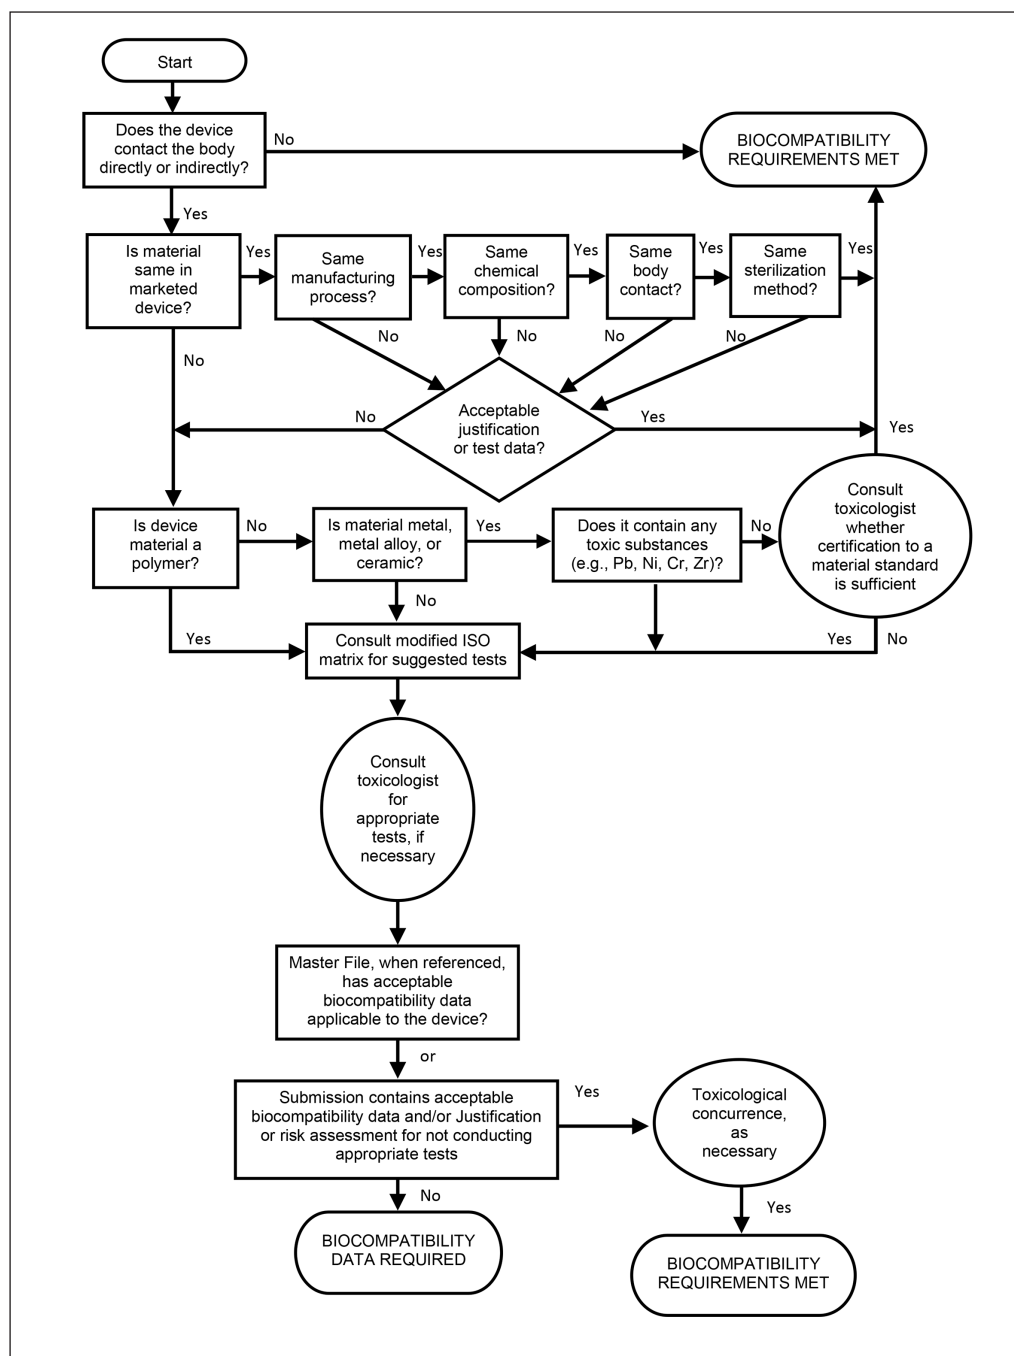 Start
Does the device
contact the body
directly or indirectly?
No
BIOCOMPATIBILITY
REQUIREMENTS MET
Yes
Is material
same in
marketed
device?
Yes
Same
manufacturing
process?
Yes
Same
chemical
composition?
Yes
Same
body
contact?
Yes
Same
sterilization
method?
Yes
No
No
No
No
No
Acceptable
justification
or test data?
No
Yes
Yes
Is device
material a
polymer?
No
Is material metal,
metal alloy, or
ceramic?
Yes
Does it contain any
toxic substances
(e.g., Pb, Ni, Cr, Zr)?
No
Consult
toxicologist
whether
certification to a
material standard
is sufficient
Yes
No
Yes
No
Consult modified ISO
matrix for suggested tests
Consult
toxicologist
for
appropriate
tests, if
necessary
Master File, when referenced,
has acceptable
biocompatibility data
applicable to the device?
or
Submission contains acceptable
biocompatibility data and/or Justification
or risk assessment for not conducting
appropriate tests
Yes
Toxicological
concurrence,
as
necessary
No
Yes
BIOCOMPATIBILITY
DATA REQUIRED
BIOCOMPATIBILITY
REQUIREMENTS MET